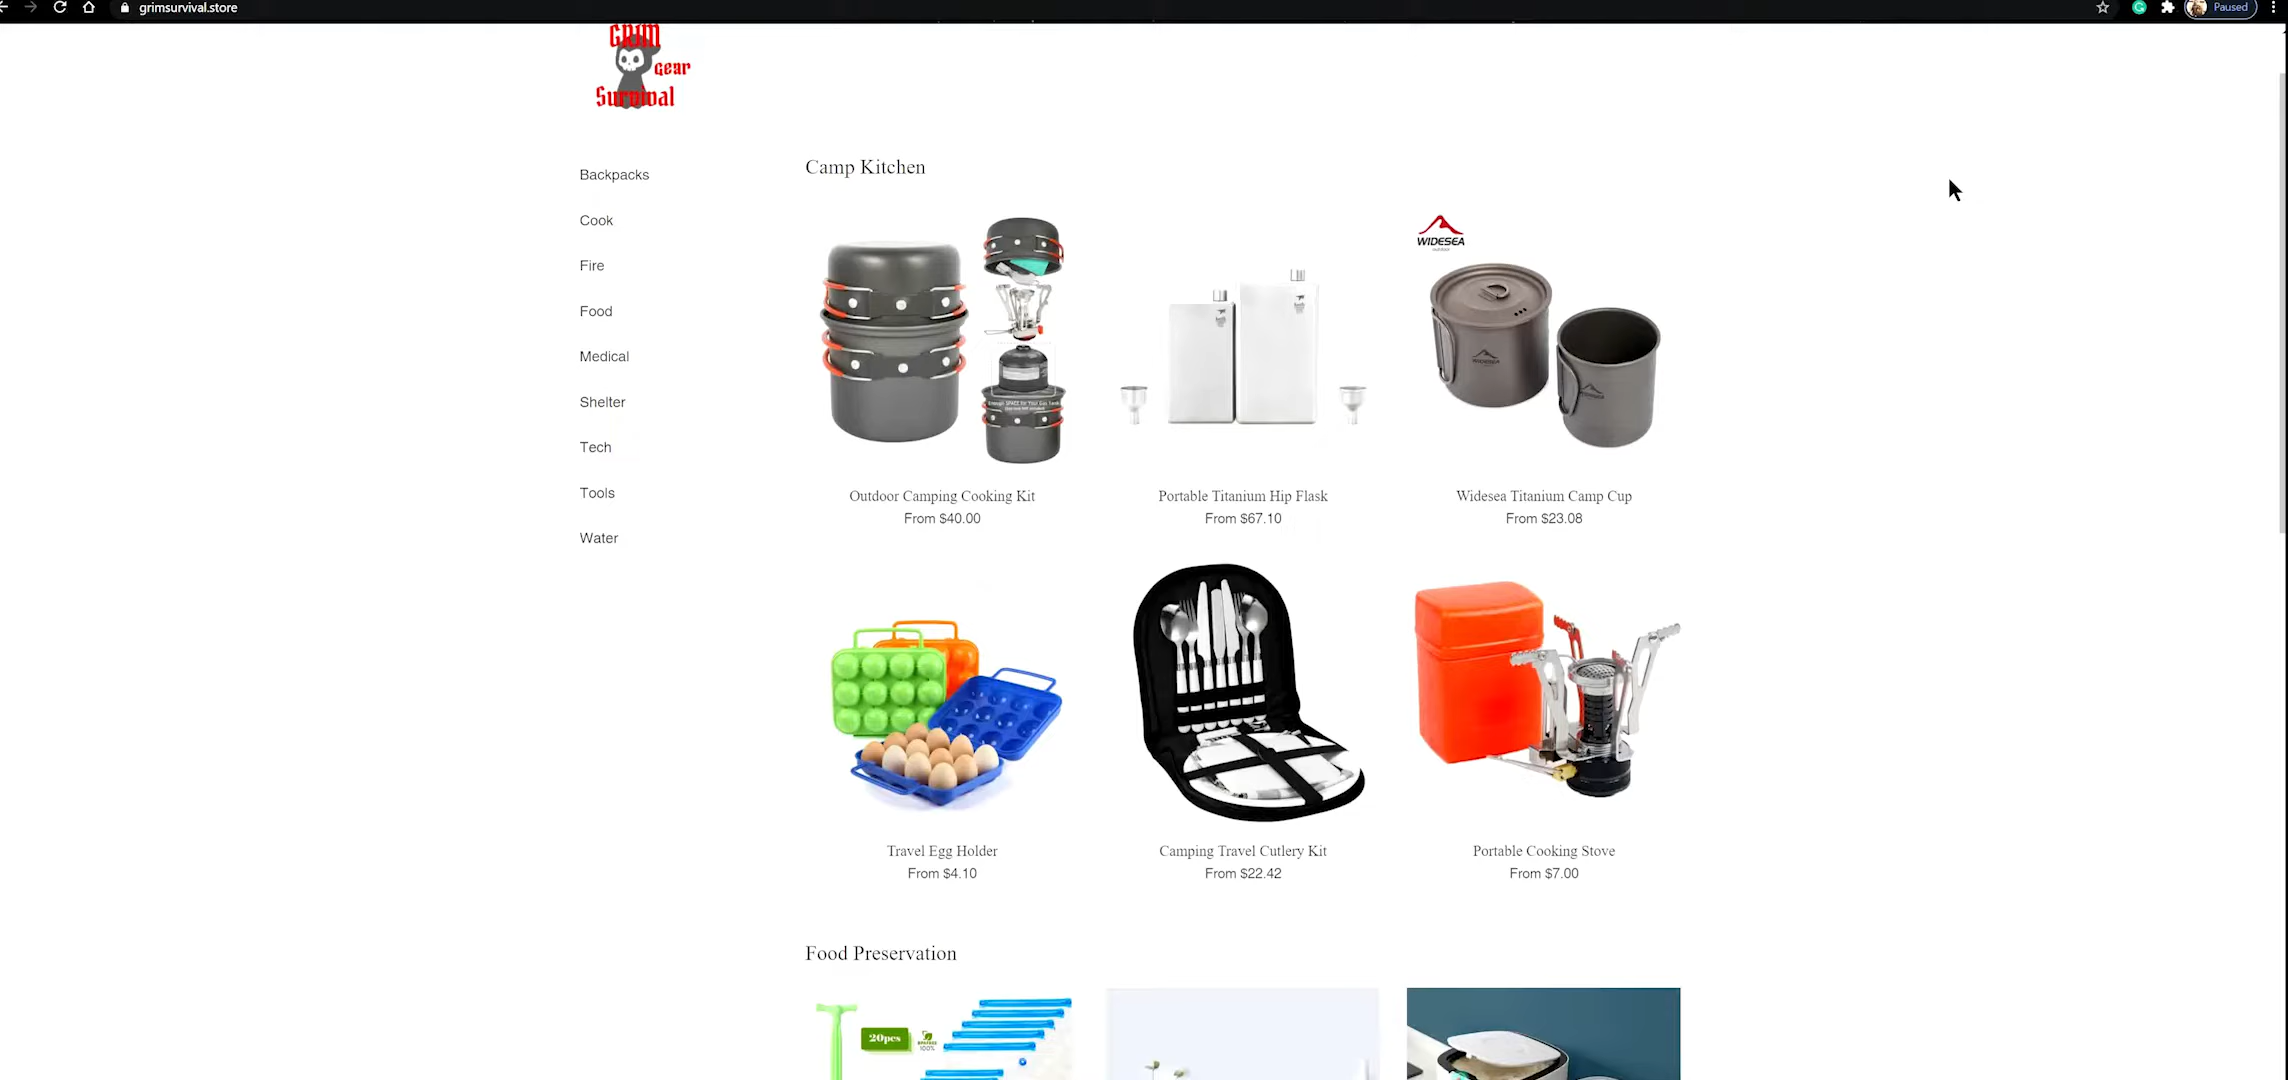 grimsurvival.store
Paused
GRIM
Gear
Survival
Backpacks
Cook
Fire
Food
Medical
Shelter
Tech
Tools
Water
Camp Kitchen
WIDESEA
Outdoor Camping Cooking Kit
From $40.00
Portable Titanium Hip Flask
From $67.10
Widesea Titanium Camp Cup
From $23.08
Travel Egg Holder
From $4.10
Camping Travel Cutlery Kit
From $22.42
Portable Cooking Stove
From $7.00
Food Preservation
20pcs
100%